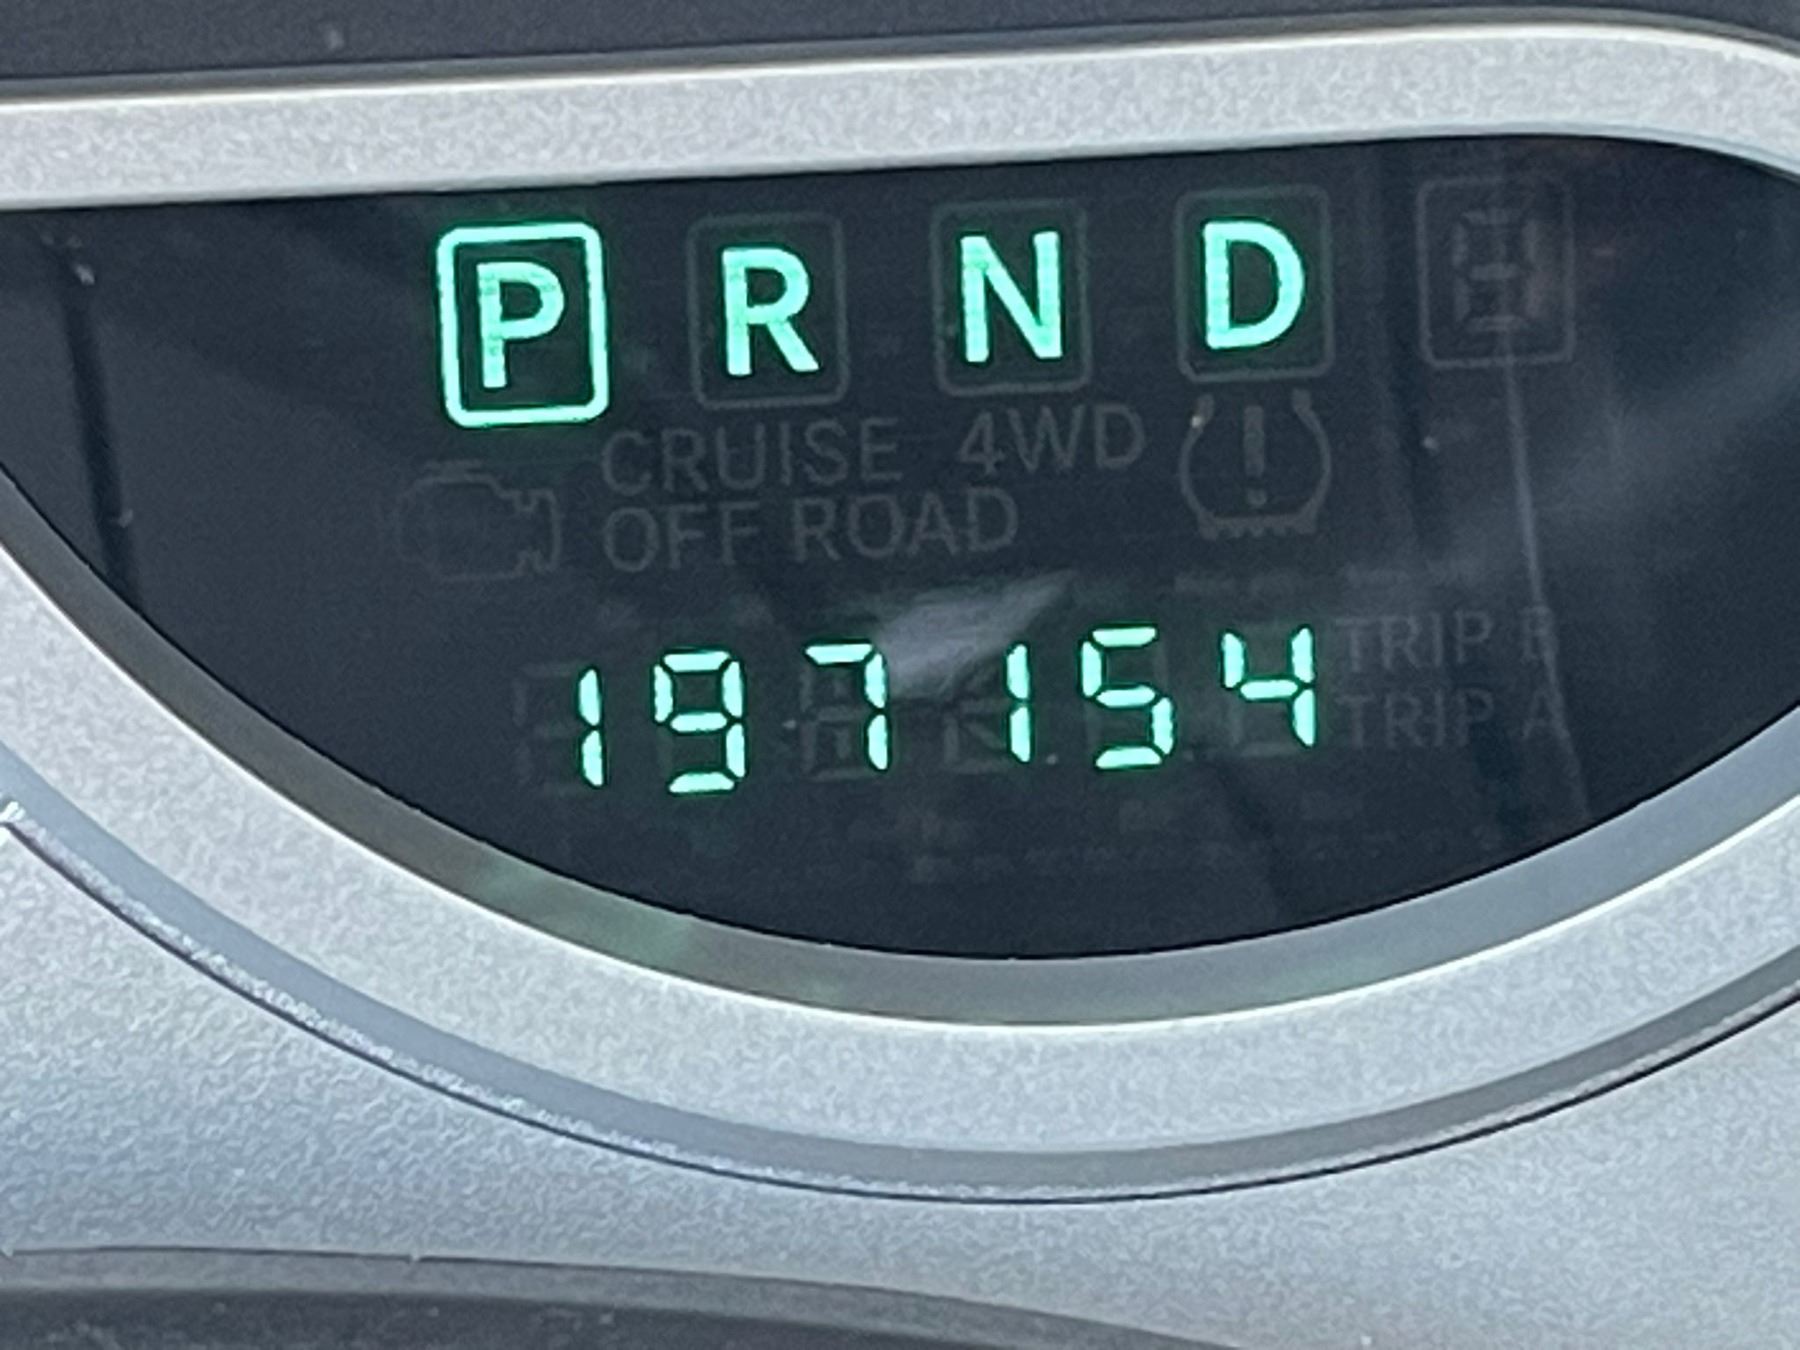 P R N D
CRUISE 4WD
OFF ROAD
197154
TRIP B
TRIP A